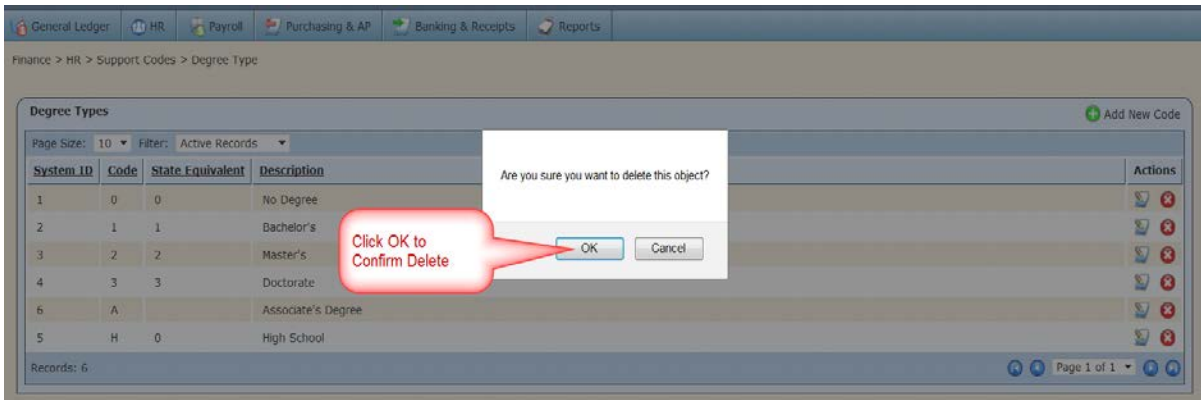 General Ledger HR Payroll Purchasing & AP Banking & Receipts Reports
Finance > HR > Support Codes > Degree Type
Degree Types Add New Code
Page Size: 10 Filter: Active Records
System ID Code State Equivalent Description Actions
Are you sure you want to delete this object?
1 0 0 No Degree
2 1 1 Bachelor's
Click OK to
Confirm Delete
OK Cancel
3 2 2 Master's
4 3 3 Doctorate
6 A Associate's Degree
5 H 0 High School
Records: 6 Page 1 of 1